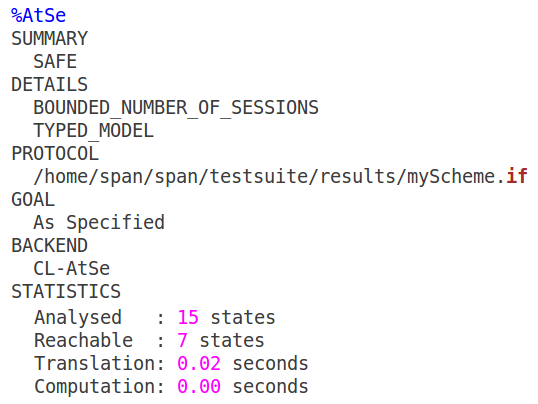 %AtSe
SUMMARY
SAFE
DETAILS
BOUNDED_NUMBER_OF_SESSIONS
TYPED_MODEL
PROTOCOL
/home/span/span/testsuite/results/myScheme.if
GOAL
As Specified
BACKEND
CL-AtSe
STATISTICS
Analysed   : 15 states
Reachable  : 7 states
Translation: 0.02 seconds
Computation: 0.00 seconds